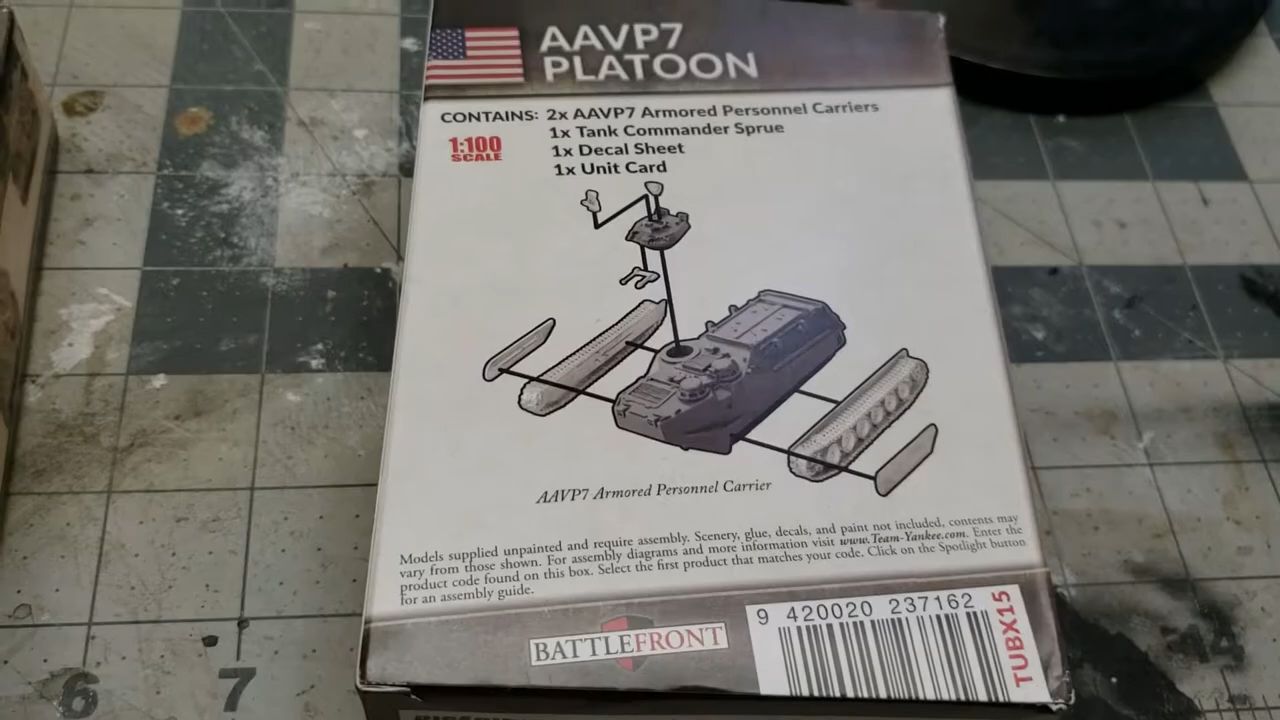 AAVP7
PLATOON
CONTAINS: 2x AAVP7 Armored Personnel Carriers
1x Tank Commander Sprue
1x Decal Sheet
1x Unit Card
1:100
SCALE
AAVP7 Armored Personnel Carrier
Models supplied unpainted and require assembly. Scenery, glue, decals, and paint not included, contents may
vary from those shown. For assembly diagrams and more information visit www.Team-Yankee.com. Enter the
product code found on this box. Select the first product that matches your code. Click on the Spotlight button
for an assembly guide.
BATTLEFRONT
9 420020 237162
TUBX15
6 7
14